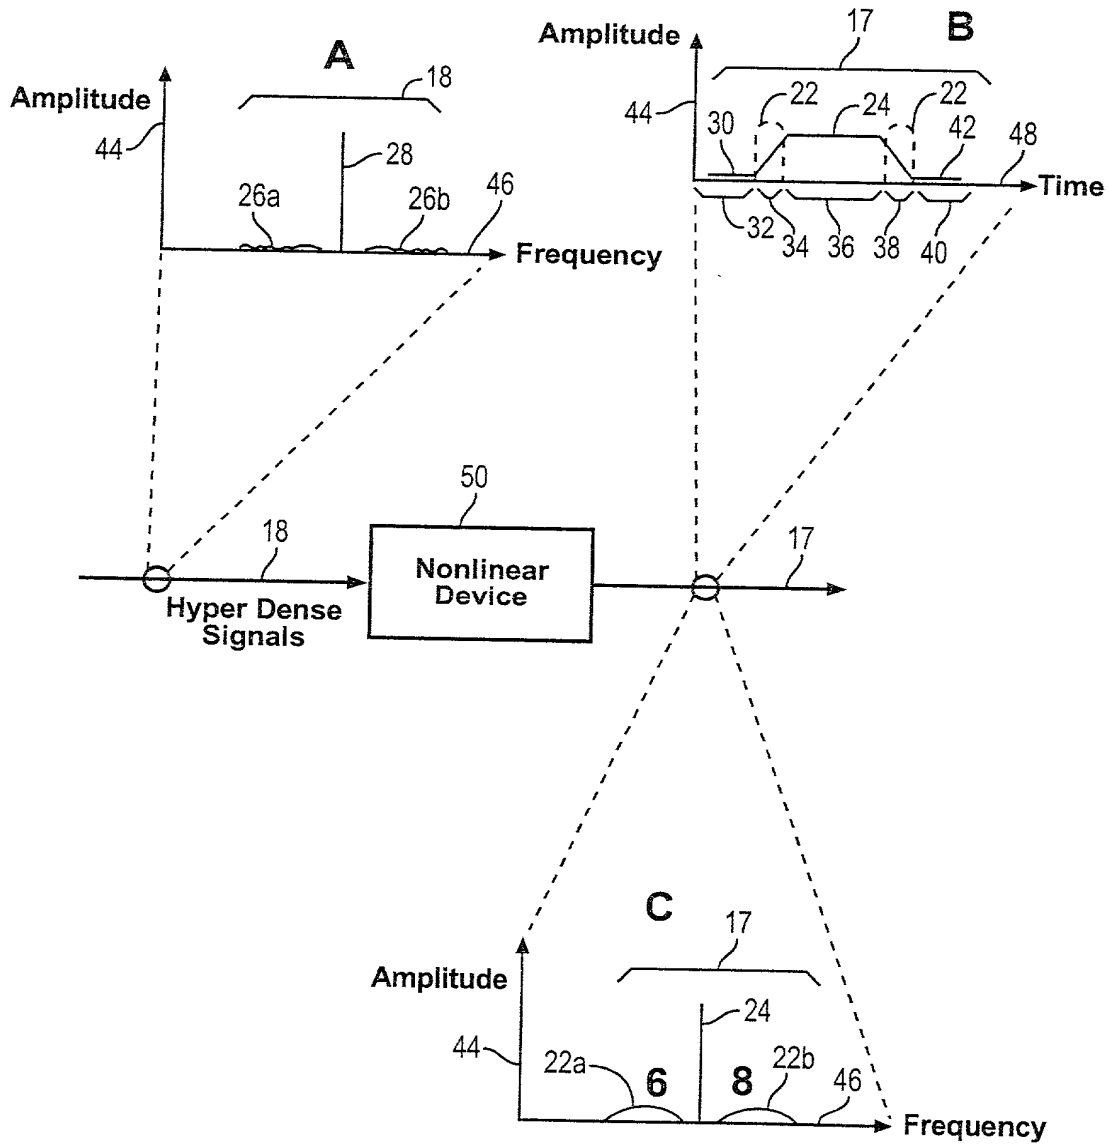 A
18
Amplitude
44
28
26a
26b
46
Frequency
17
B
Amplitude
44
22
24
22
30
42
48
Time
32
34
36
38
40
50
18
Nonlinear
Device
17
Hyper Dense
Signals
C
17
Amplitude
24
44
22a
6
8
22b
46
Frequency